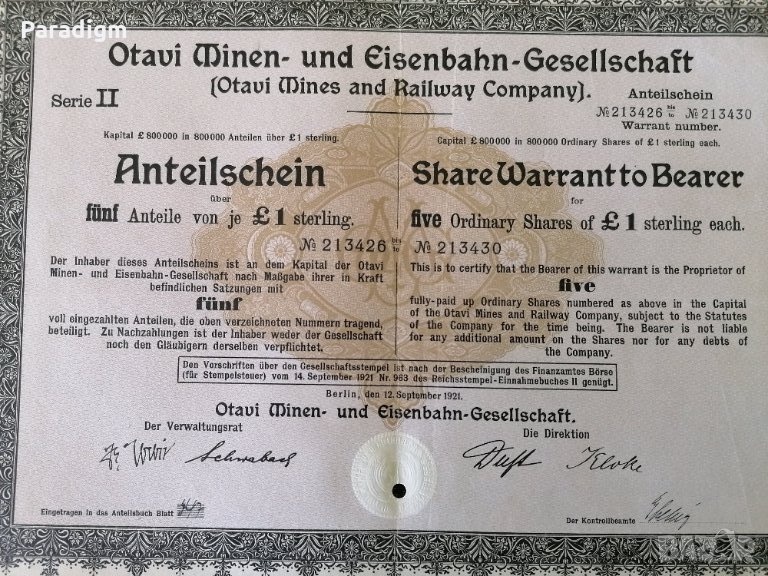 Paradigm
Otavi Minen- und Eisenbahn-Gesellschaft
(Otavi Mines and Railway Company).
Serie II
Anteilschein
№ 213426 bis to № 213430
Warrant number.
Kapital £ 800000 in 800000 Anteilen über £1 sterling.
Capital £ 800000 in 800000 Ordinary Shares of £1 sterling each.
Anteilschein
über
fünf Anteile von je £1 sterling.
Share Warrant to Bearer
for
five Ordinary Shares of £1 sterling each.
№ 213426 bis to № 213430
Der Inhaber dieses Anteilscheins ist an dem Kapital der Otavi
Minen- und Eisenbahn-Gesellschaft nach Maßgabe ihrer in Kraft
befindlichen Satzungen mit
fünf
voll eingezahlten Anteilen, die oben verzeichneten Nummern tragend,
beteiligt. Zu Nachzahlungen ist der Inhaber weder der Gesellschaft
noch den Gläubigern derselben verpflichtet.
This is to certify that the Bearer of this warrant is the Proprietor of
five
fully-paid up Ordinary Shares numbered as above in the Capital
of the Otavi Mines and Railway Company, subject to the Statutes
of the Company for the time being. The Bearer is not liable
for any additional amount on the Shares nor for any debts of
the Company.
Den Vorschriften über den Gesellschaftsstempel ist nach der Bescheinigung des Finanzamtes Börse
(für Stempelsteuer) vom 14. September 1921 Nr. 963 des Reichsstempel-Einnahmebuches II genügt.
Berlin, den 12. September 1921.
Otavi Minen- und Eisenbahn-Gesellschaft.
Der Verwaltungsrat
Die Direktion
Schwabach
Kloke
Eingetragen in das Anteilsbuch Blatt
Der Kontrollbeamte
BAZAR